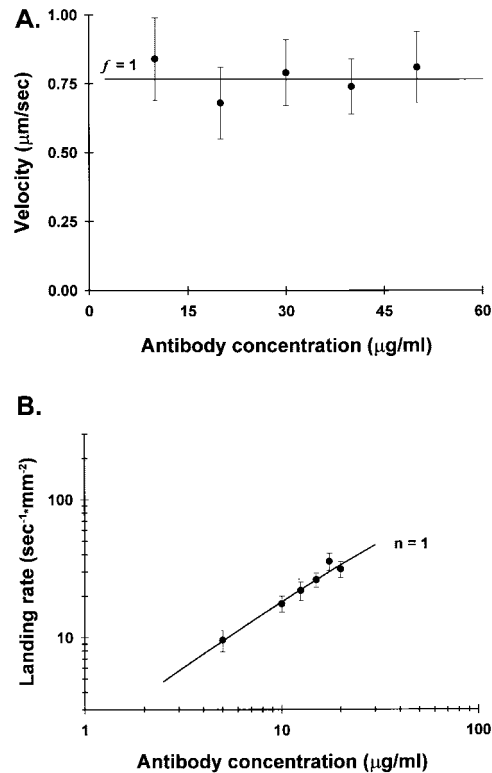 A.
1.00
f = 1
0.75
0.50
0.25
0.00
Velocity (μm/sec)
0 15 30 45 60
Antibody concentration (μg/ml)
B.
100
n = 1
10
Landing rate (sec⁻¹•mm⁻²)
1 10 100
Antibody concentration (μg/ml)